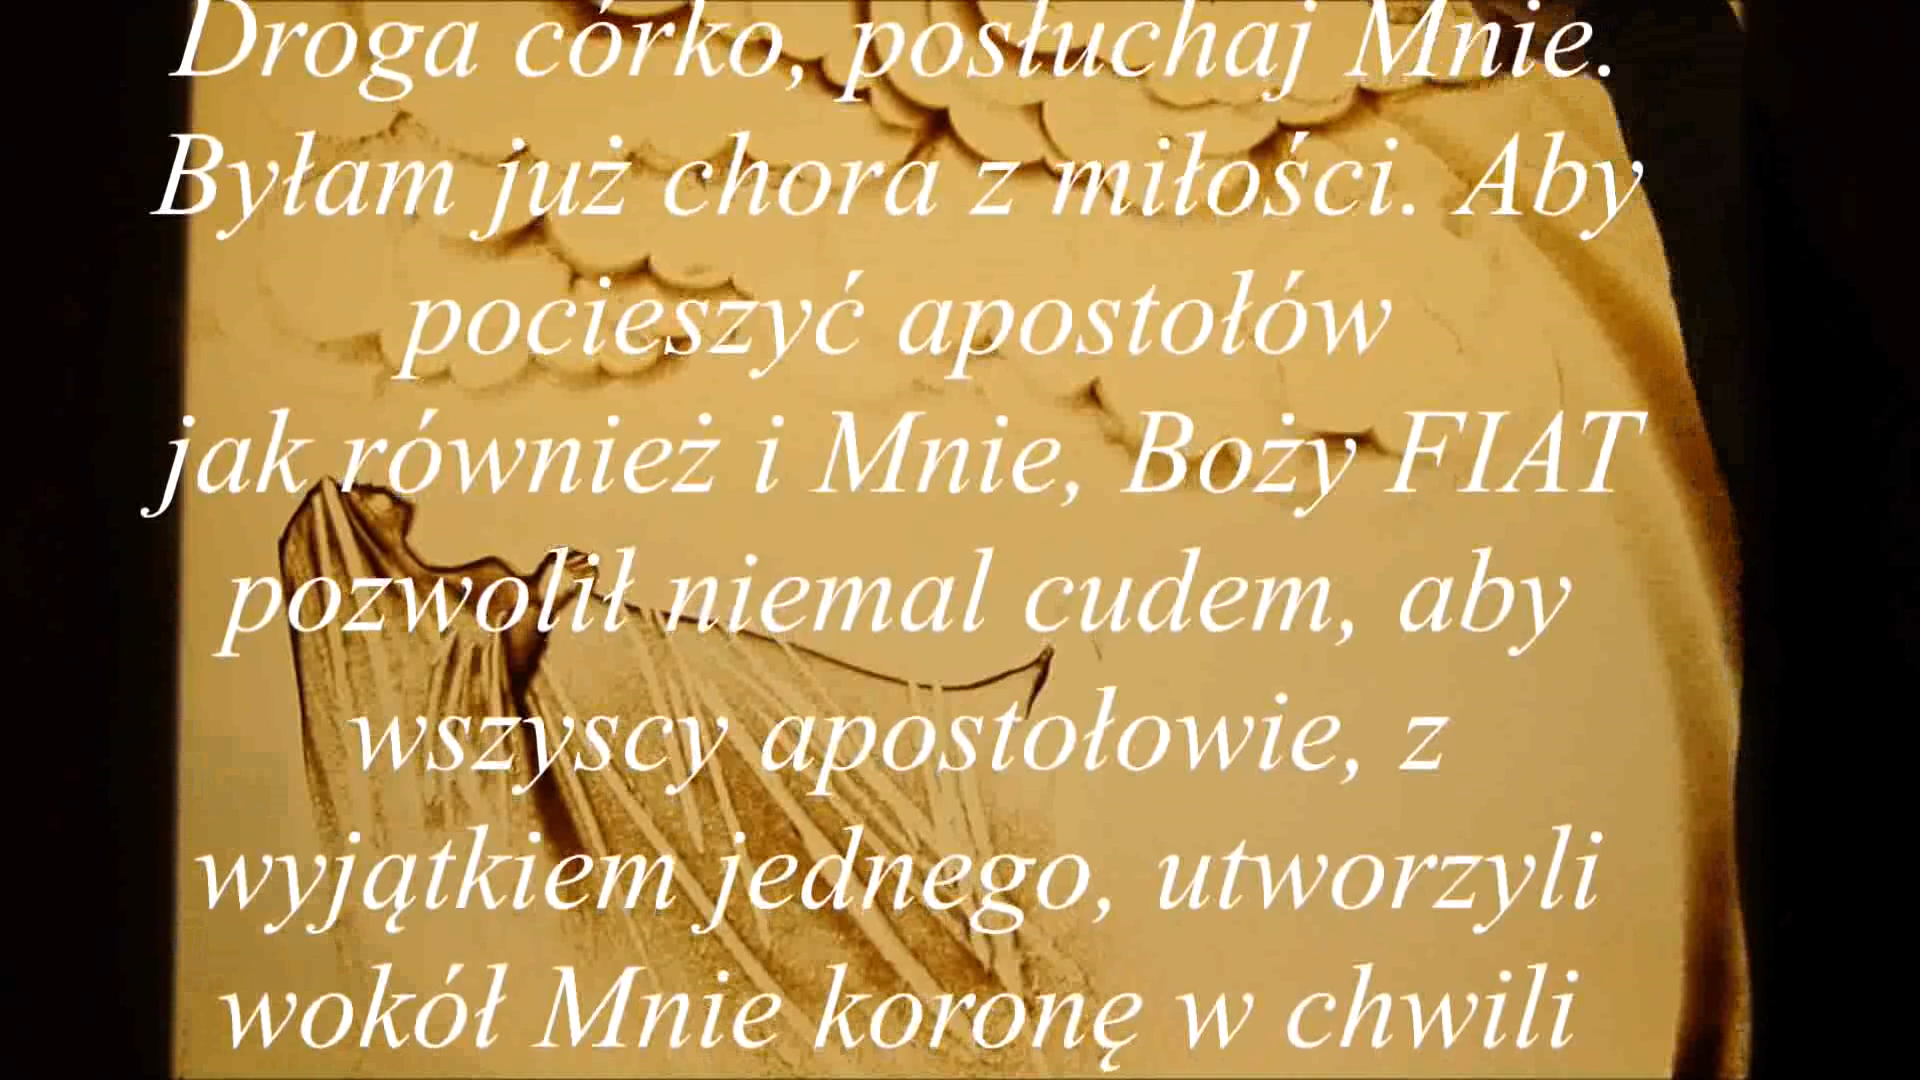 Droga córko, posłuchaj Mnie.
Byłam już chora z miłości. Aby
pocieszyć apostołów
jak również i Mnie, Boży FIAT
pozwolił niemal cudem, aby
wszyscy apostołowie, z
wyjątkiem jednego, utworzyli
wokół Mnie koronę w chwili